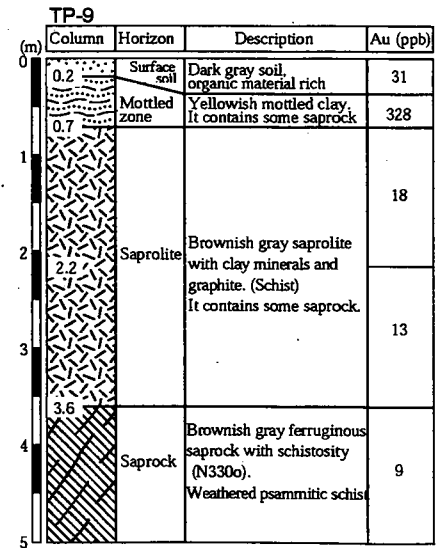 TP-9
(m) Column Horizon Description Au (ppb)
0
0.2 Surface soil Dark gray soil, organic material rich 31
Mottled zone Yellowish mottled clay. It contains some saprock 328
0.7
1
18
2
2.2
Saprolite Brownish gray saprolite
with clay minerals and
graphite. (Schist)
It contains some saprock.
13
3
3.6
4
Saprock Brownish gray ferruginous
saprock with schistosity
(N330o).
Weathered psammitic schist
9
5